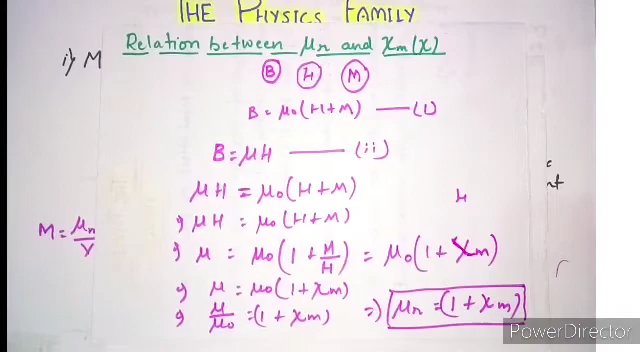 THE PHYSICS FAMILY
i) M
Relation between μr and χm(χ)
B H M
B = μ0(H+M) —— (i)
B = μH —— (ii)
μH = μ0(H+M)
H
, μH = μ0(H+M)
M = μn/V
, μ = μ0(1 + M/H) = μ0(1 + χm)
, μ = μ0(1 + χm)
, μ/μ0 = (1 + χm) => μr = (1 + χm)
PowerDirector